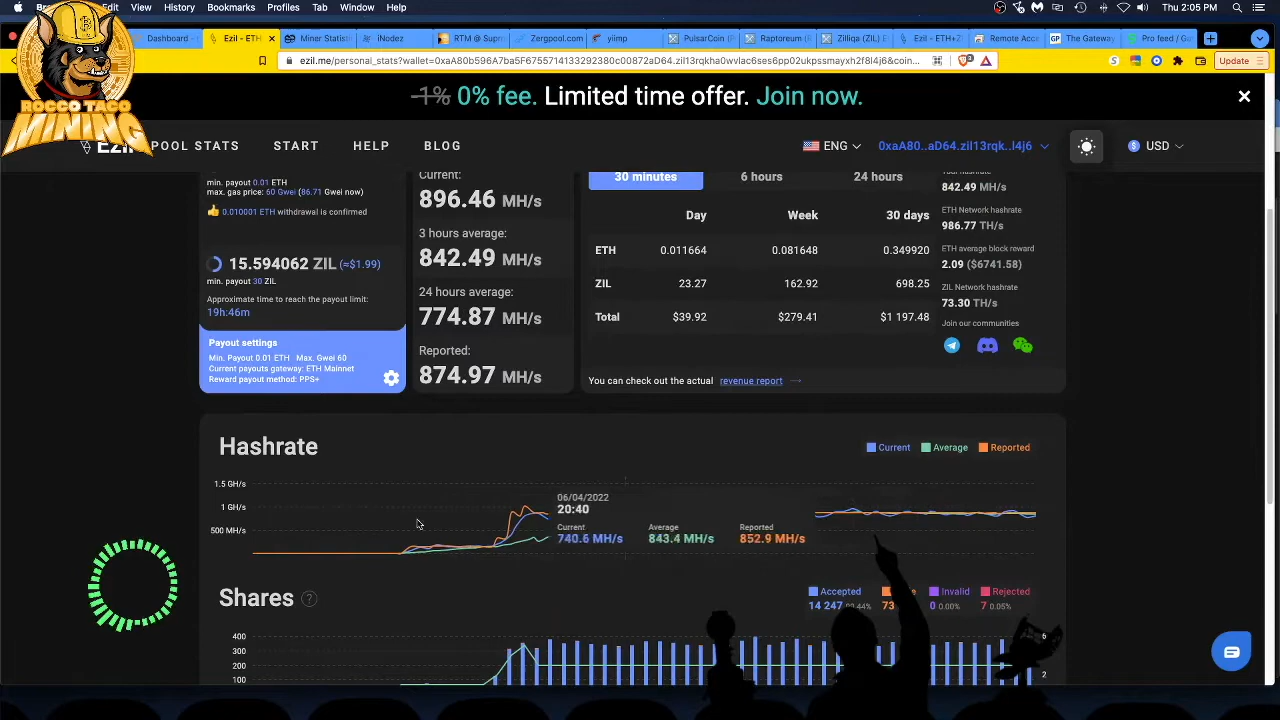 Bookmarks Profiles Tab Window Help
Thu 2:05 PM
Dashboard
Ezil - ETH
Miner Statist
iNodez
RTM @ Supr
Zergpool.com
yiimp
PulsarCoin (P
Raptoreum (
Zilliqa (ZIL) E
Ezil - ETH+Z
Remote Acce
The Gateway
Pro feed / G
Update
0% fee. Limited time offer. Join now.
-1%
ROCCO TACO
MINING
POOL STATS START HELP BLOG
ENG
0xaA80..aD64.zil13rqk..l4j6
USD
min. payout 0.01 ETH
max. gas price: 60 Gwei (86.71 Gwei now)
0.010001 ETH withdrawal is confirmed
15.594062 ZIL (≈$1.99)
min. payout 30 ZIL
Approximate time to reach the payout limit:
19h:46m
Payout settings
Min. Payout 0.01 ETH Max. Gwei 60
Current payouts gateway: ETH Mainnet
Reward payout method: PPS+
Current:
896.46 MH/s
3 hours average:
842.49 MH/s
24 hours average:
774.87 MH/s
Reported:
874.97 MH/s
30 minutes 6 hours 24 hours
Day Week 30 days
ETH 0.011664 0.081648 0.349920
ZIL 23.27 162.92 698.25
Total $39.92 $279.41 $1 197.48
You can check out the actual revenue report →
842.49 MH/s
ETH Network hashrate
986.77 TH/s
ETH average block reward
2.09 ($6741.58)
ZIL Network hashrate
73.30 TH/s
Join our communities
Hashrate
Current Average Reported
1.5 GH/s
1 GH/s
500 MH/s
06/04/2022
20:40
Current Average Reported
740.6 MH/s 843.4 MH/s 852.9 MH/s
Shares
Accepted Invalid Rejected
14 247 73 0 0.00% 7 0.05%
400
300
200
100
6
2